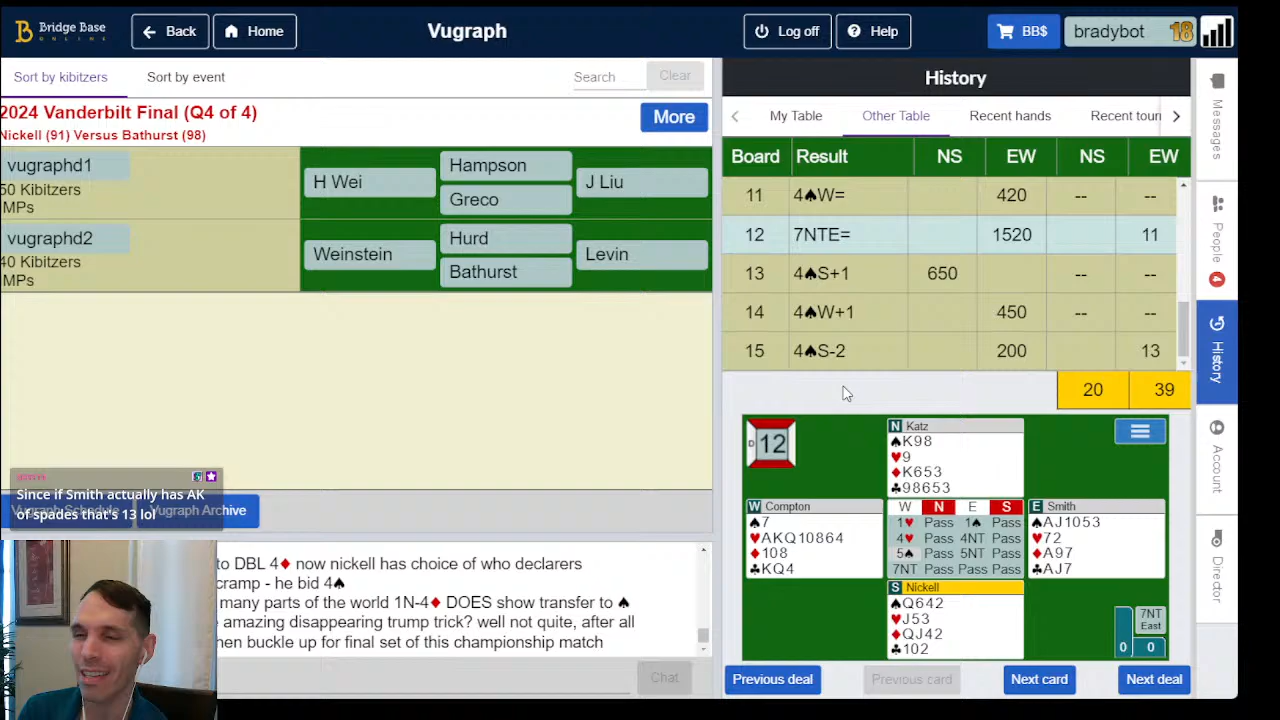 Bridge Base
ONLINE
Back
Home
Vugraph
Log off
Help
BB$
bradybot
18
Sort by kibitzers
Sort by event
Search
Clear
2024 Vanderbilt Final (Q4 of 4)
Nickell (91) Versus Bathurst (98)
More
vugraphd1
50 Kibitzers
MPs
H Wei
Hampson
Greco
J Liu
vugraphd2
40 Kibitzers
MPs
Weinstein
Hurd
Bathurst
Levin
Since if Smith actually has AK
of spades that's 13 lol
Vugraph Schedule
Vugraph Archive
to DBL 4♦ now nickell has choice of who declarers
cramp - he bid 4♠
many parts of the world 1N-4♦ DOES show transfer to ♠
amazing disappearing trump trick? well not quite, after all
hen buckle up for final set of this championship match
Chat
History
My Table
Other Table
Recent hands
Recent tourn
Board Result NS EW NS EW
11 4♠W= 420 -- --
12 7NTE= 1520 11
13 4♠S+1 650 -- --
14 4♠W+1 450 -- --
15 4♠S-2 200 13
20 39
D 12
N Katz
♠K98
♥9
♦K653
♣98653
W Compton
♠7
♥AKQ10864
♦108
♣KQ4
W N E S
1♥ Pass 1♠ Pass
4♥ Pass 4NT Pass
5♠ Pass 5NT Pass
7NT Pass Pass Pass
E Smith
♠AJ1053
♥72
♦A97
♣AJ7
S Nickell
♠Q642
♥J53
♦QJ42
♣102
7NT
East
0 0
Previous deal
Previous card
Next card
Next deal
Messages
People
4
History
Account
Director